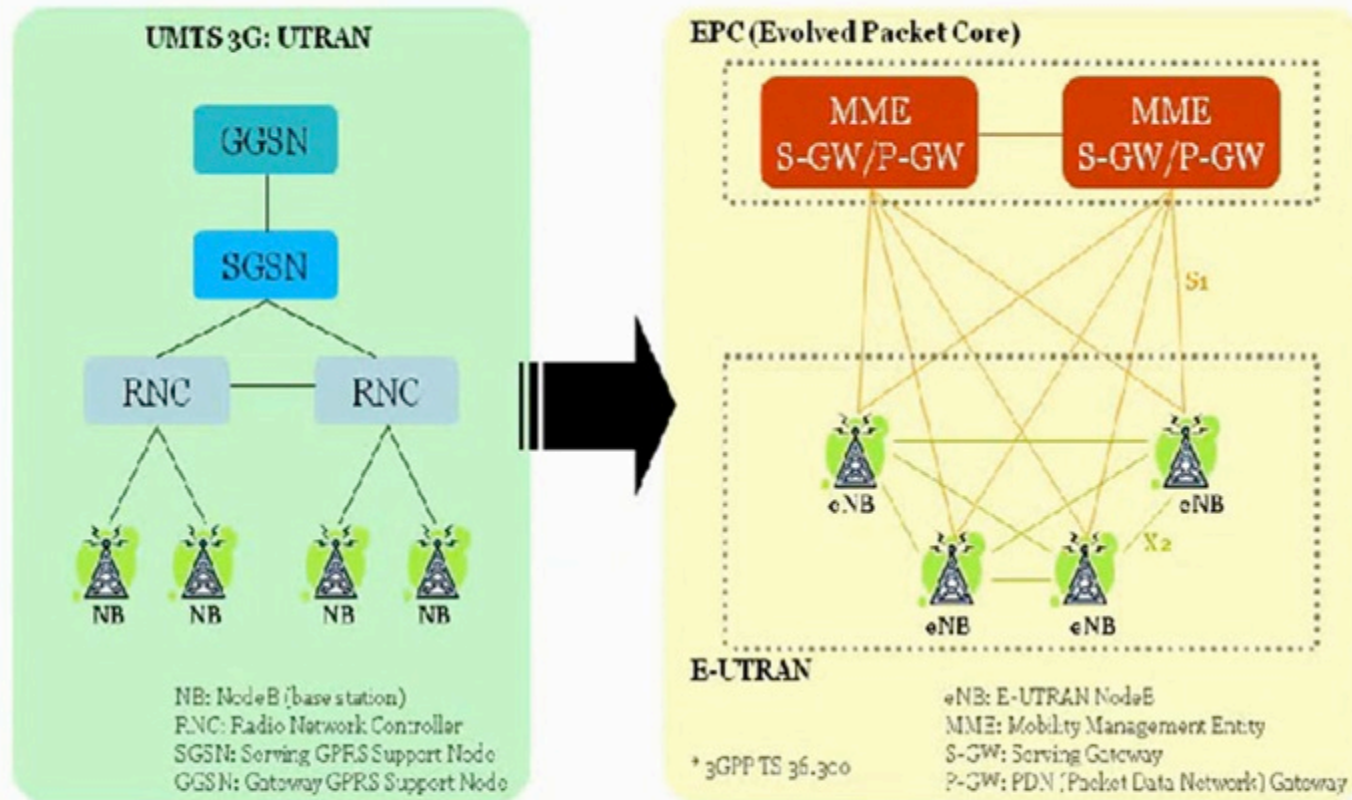 UMTS 3G: UTRAN
GGSN
SGSN
RNC
RNC
NB
NB
NB
NB
NB: NodeB (base station)
RNC: Radio Network Controller
SGSN: Serving GPRS Support Node
GGSN: Gateway GPRS Support Node
EPC (Evolved Packet Core)
MME
S-GW/P-GW
MME
S-GW/P-GW
S1
eNB
eNB
X2
eNB
eNB
E-UTRAN
* 3GPP TS 36.300
eNB: E-UTRAN NodeB
MME: Mobility Management Entity
S-GW: Serving Gateway
P-GW: PDN (Packet Data Network) Gateway